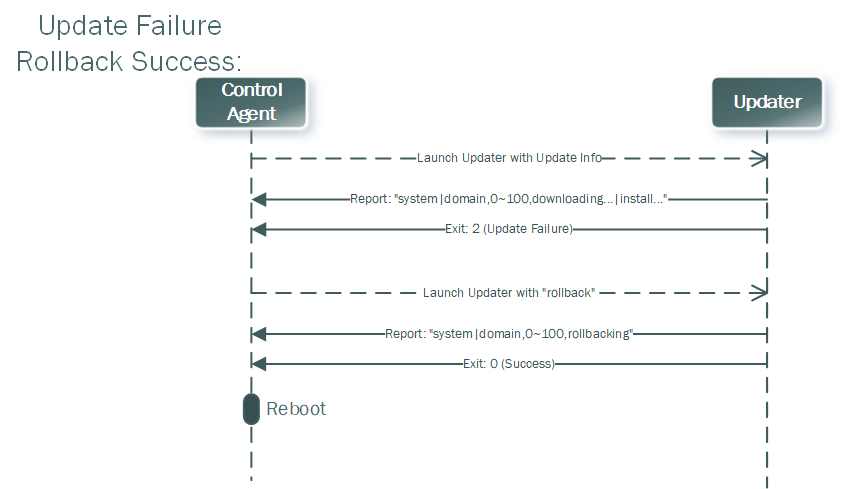 Update Failure
Rollback Success:
Control
Agent
Updater
Launch Updater with Update Info
Report: "system|domain,0~100,downloading...|install..."
Exit: 2 (Update Failure)
Launch Updater with "rollback"
Report: "system|domain,0~100,rollbacking"
Exit: 0 (Success)
Reboot